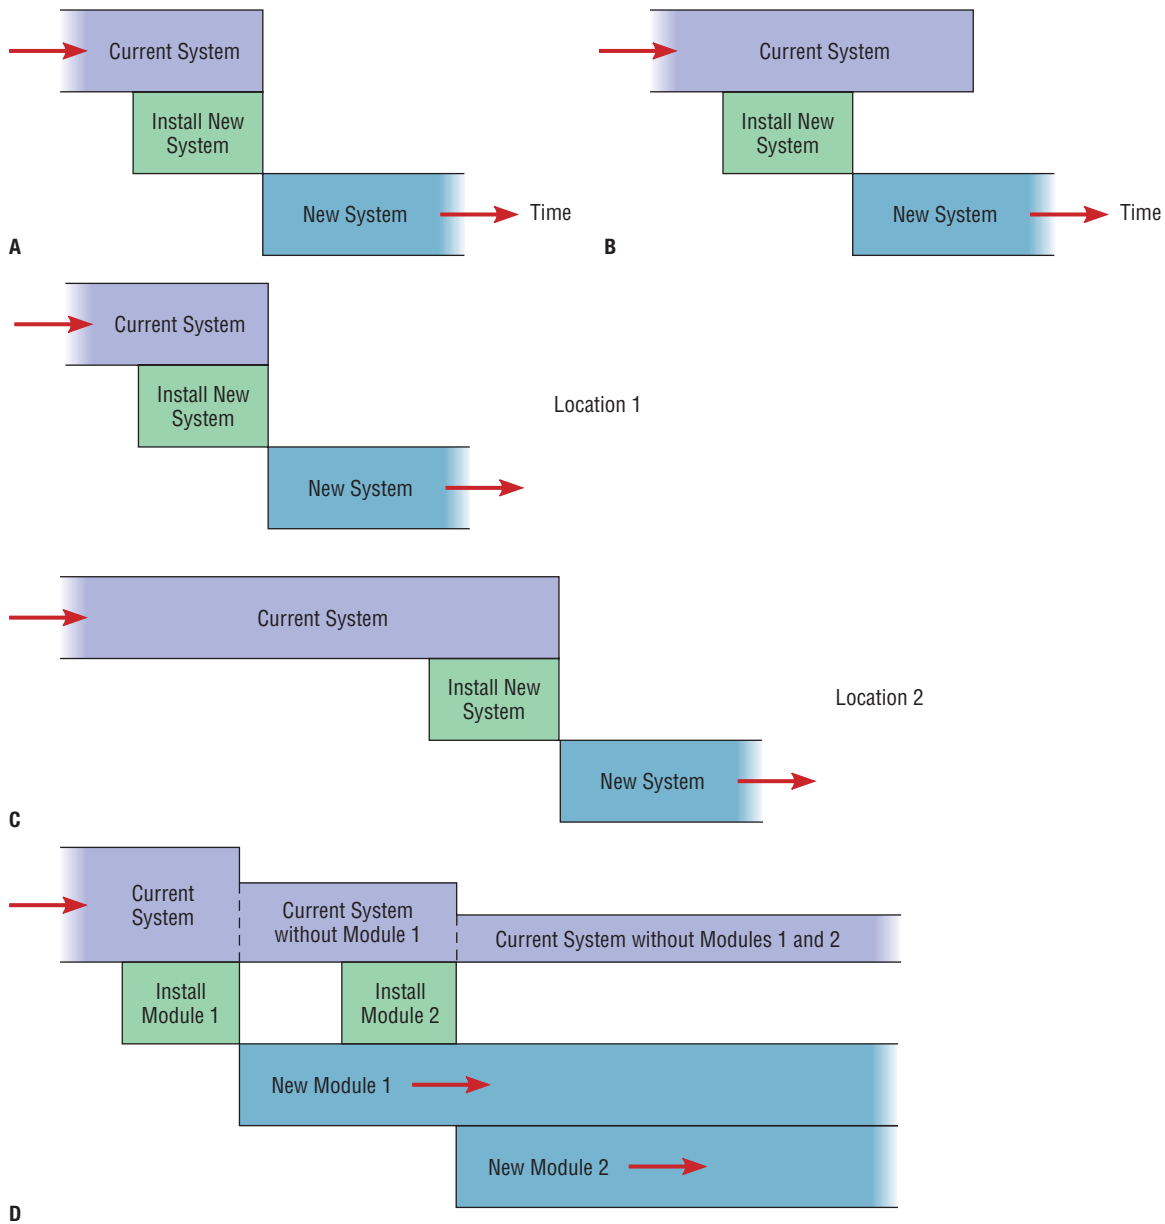 Current System
Install New
System
New System
Time
A
Current System
Install New
System
New System
Time
B
Current System
Install New
System
Location 1
New System
Current System
Install New
System
Location 2
New System
C
Current
System
Current System
without Module 1
Current System without Modules 1 and 2
Install
Module 1
Install
Module 2
New Module 1
New Module 2
D